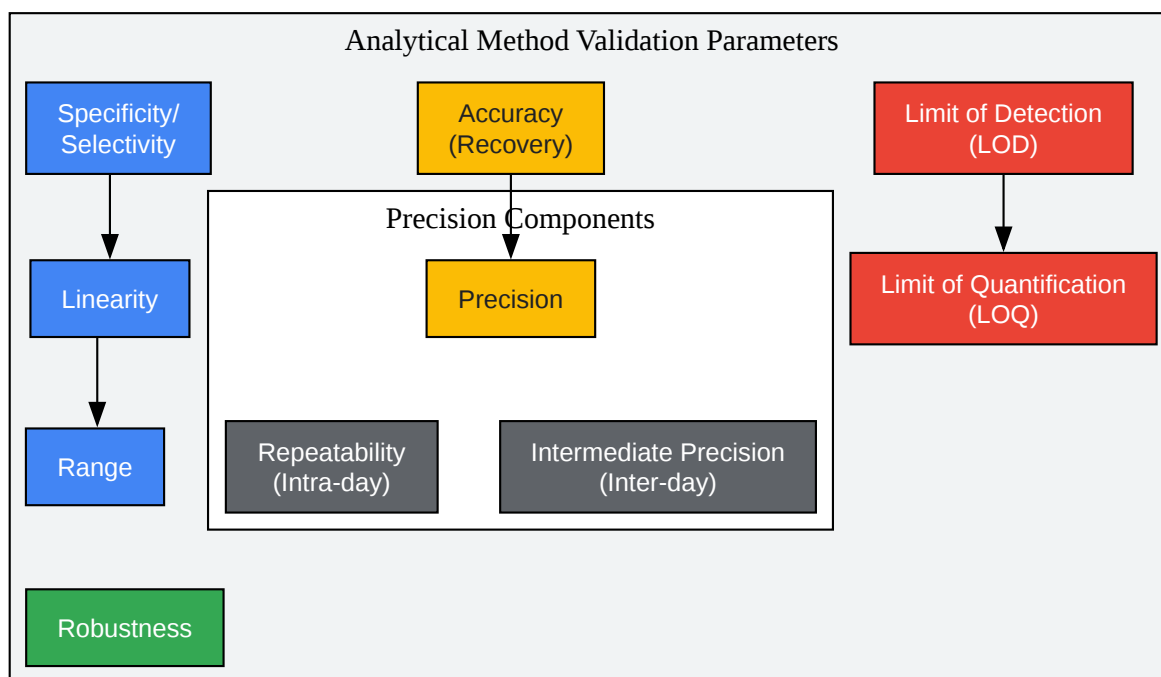 Analytical Method Validation Parameters
Specificity/
Selectivity
Accuracy
(Recovery)
Limit of Detection
(LOD)
Precision Components
Linearity
Precision
Limit of Quantification
(LOQ)
Range
Repeatability
(Intra-day)
Intermediate Precision
(Inter-day)
Robustness